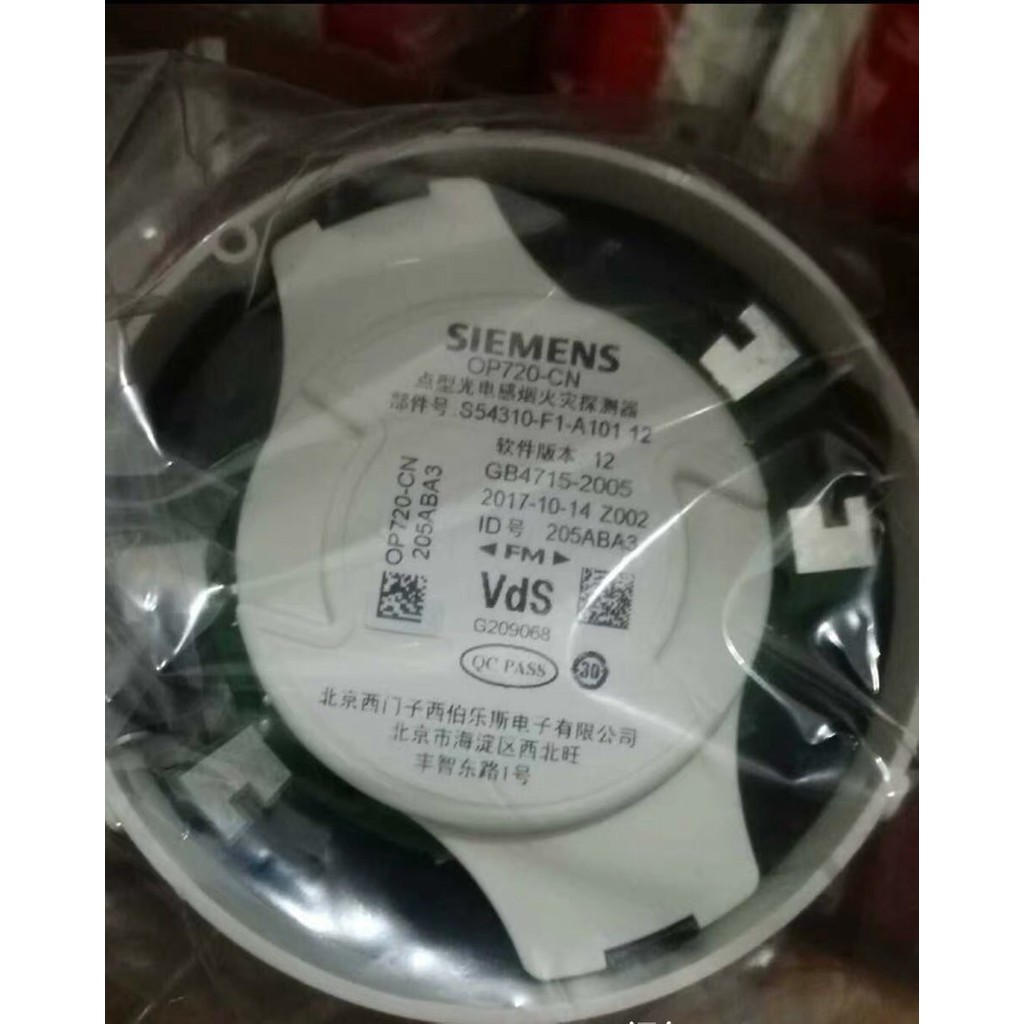 SIEMENS
OP720-CN
点型光电感烟火灾探测器
部件号 S54310-F1-A101 12
软件版本 12
GB4715-2005
2017-10-14 Z002
ID号 205ABA3
◄FM►
VdS
G209068
QC PASS
30
OP720-CN
205ABA3
北京西门子西伯乐斯电子有限公司
北京市海淀区西北旺
丰智东路1号